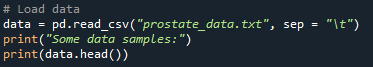 # Load data
data = pd.read_csv("prostate_data.txt", sep = "\t")
print("Some data samples:")
print(data.head())